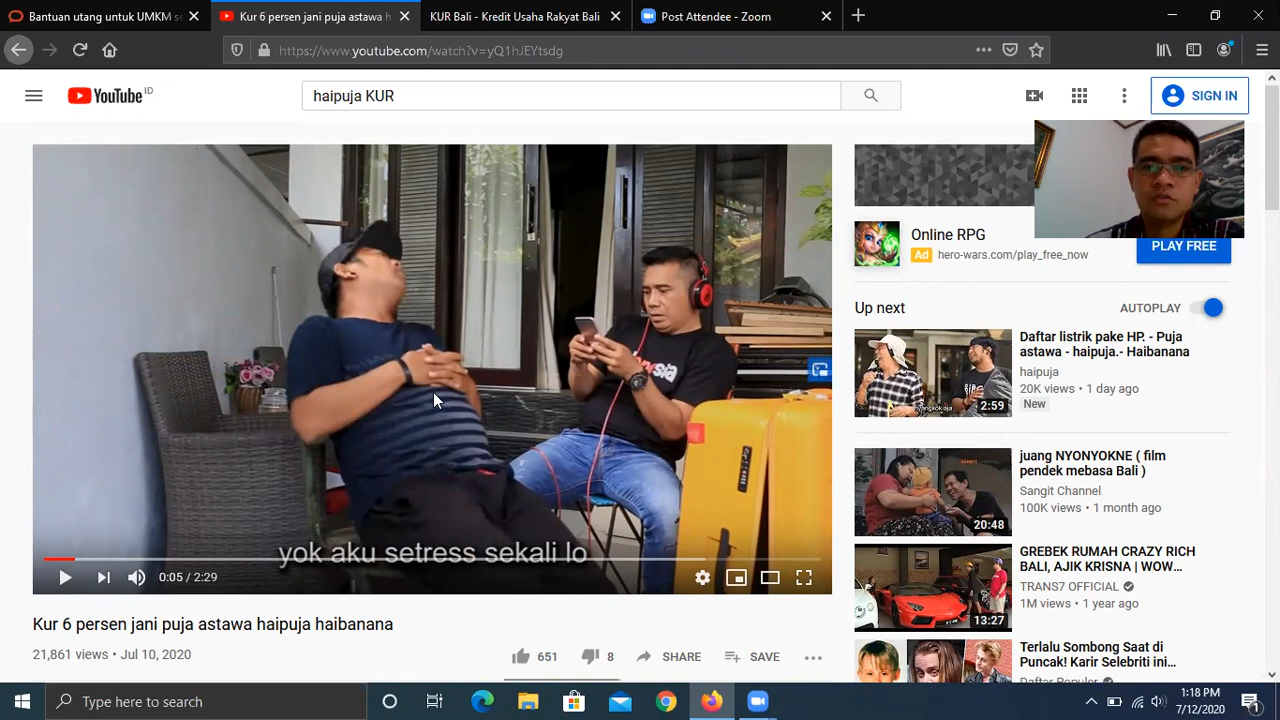 Bantuan utang untuk UMKM se
Kur 6 persen jani puja astawa h
KUR Bali - Kredit Usaha Rakyat Bali
Post Attendee - Zoom
https://www.youtube.com/watch?v=yQ1hJEYtsdg
YouTube ID
haipuja KUR
SIGN IN
Online RPG
Ad hero-wars.com/play_free_now
PLAY FREE
Up next
AUTOPLAY
Daftar listrik pake HP. - Puja
astawa - haipuja.- Haibanana
haipuja
20K views • 1 day ago
New
2:59
juang NYONYOKNE ( film
pendek mebasa Bali )
Sangit Channel
100K views • 1 month ago
20:48
GREBEK RUMAH CRAZY RICH
BALI, AJIK KRISNA | WOW...
TRANS7 OFFICIAL
1M views • 1 year ago
13:27
Terlalu Sombong Saat di
Puncak! Karir Selebriti ini...
Daftar Populer
yok aku setress sekali lo
0:05 / 2:29
Kur 6 persen jani puja astawa haipuja haibanana
21,861 views • Jul 10, 2020
651
8
SHARE
SAVE
Type here to search
1:18 PM
7/12/2020
1